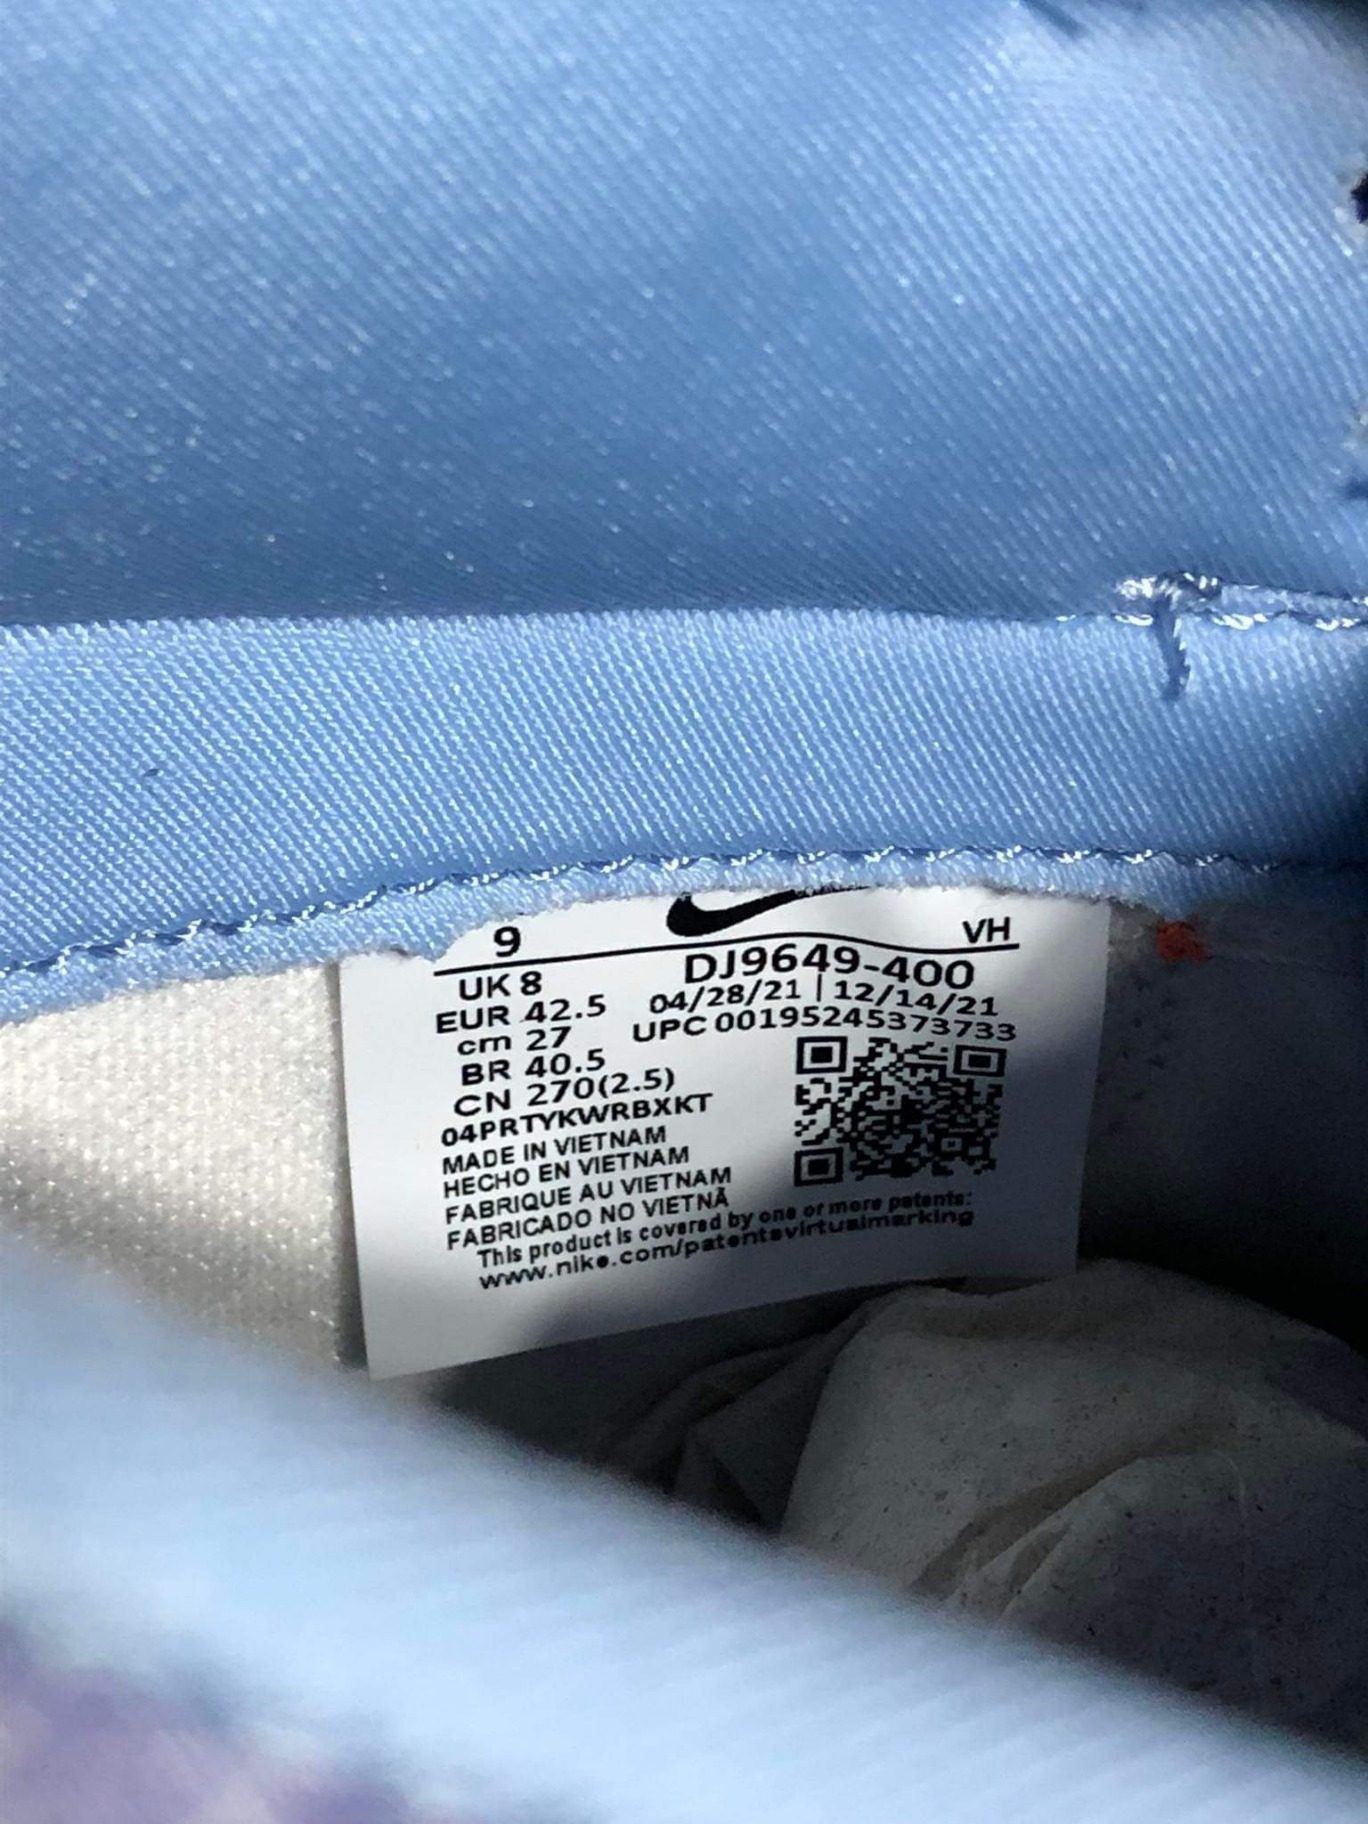 9 VH
UK 8 DJ9649-400
EUR 42.5 04/28/21 | 12/14/21
cm 27 UPC 00195245373733
BR 40.5
CN 270(2.5)
04PRTYKWRBXKT
MADE IN VIETNAM
HECHO EN VIETNAM
FABRIQUE AU VIETNAM
FABRICADO NO VIETNÃ
This product is covered by one or more patents:
www.nike.com/patentsvirtualmarking